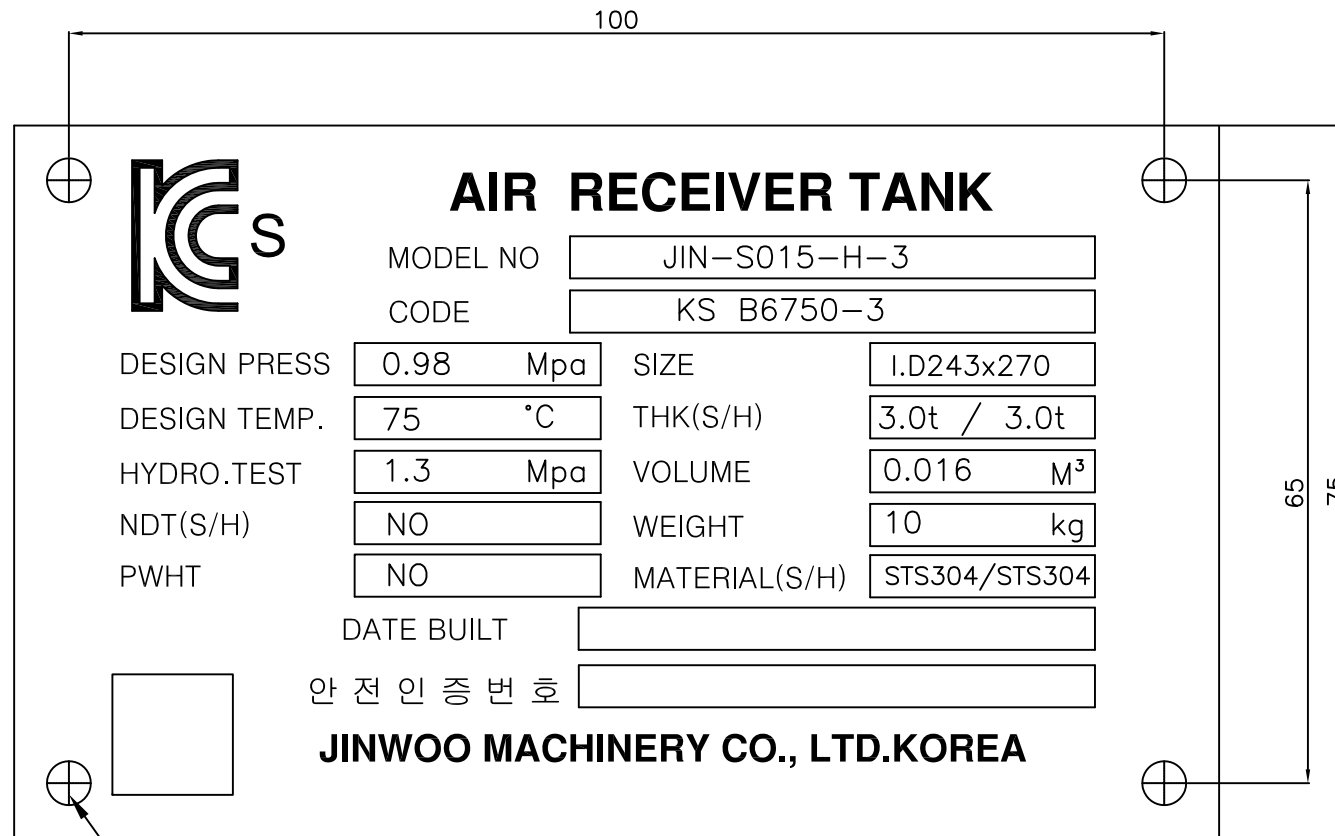 100
KC S
AIR RECEIVER TANK
MODEL NO JIN-S015-H-3
CODE KS B6750-3
DESIGN PRESS 0.98 Mpa SIZE I.D243x270
DESIGN TEMP. 75 °C THK(S/H) 3.0t / 3.0t
HYDRO.TEST 1.3 Mpa VOLUME 0.016 M³
65
75
NDT(S/H) NO WEIGHT 10 kg
PWHT NO MATERIAL(S/H) STS304/STS304
DATE BUILT
안전인증번호
JINWOO MACHINERY CO., LTD.KOREA